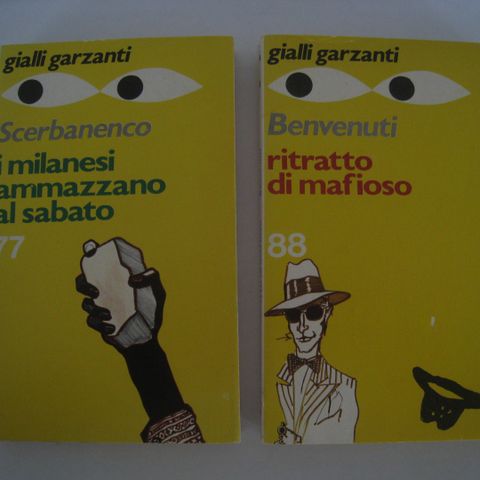 gialli garzanti
Scerbanenco
i milanesi
ammazzano
al sabato
77
gialli garzanti
Benvenuti
ritratto
di mafioso
88